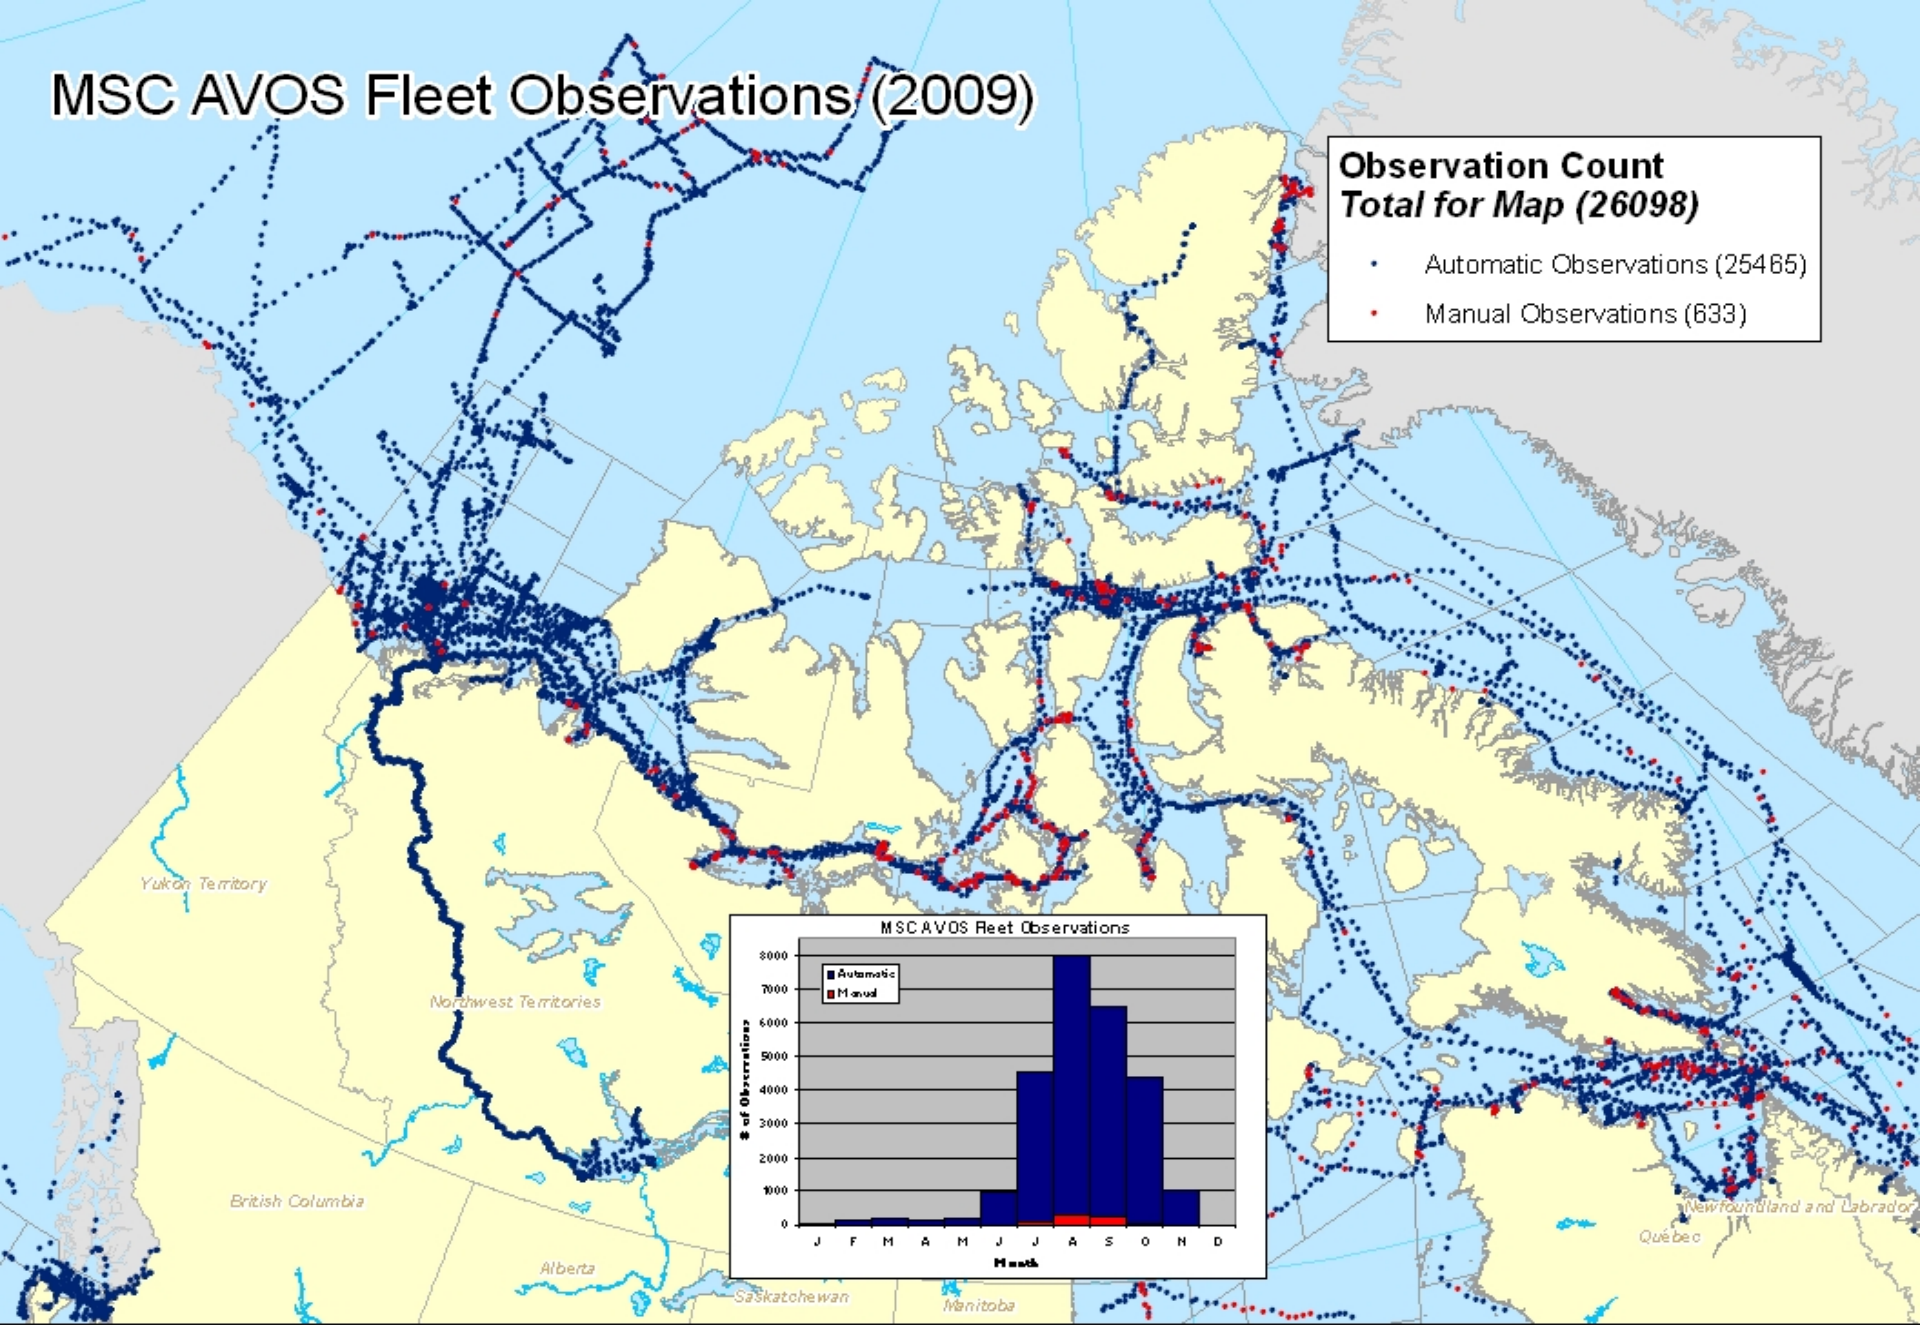 MSC AVOS Fleet Observations (2009)
Observation Count
Total for Map (26098)
Automatic Observations (25465)
Manual Observations (633)
Yukon Territory
Northwest Territories
British Columbia
Alberta
Saskatchewan
Manitoba
Newfoundland and Labrador
Québec
MSC AVOS Fleet Observations
Automatic
Manual
# of Observations
8000
7000
6000
5000
4000
3000
2000
1000
0
J F M A M J J A S O N D
Month